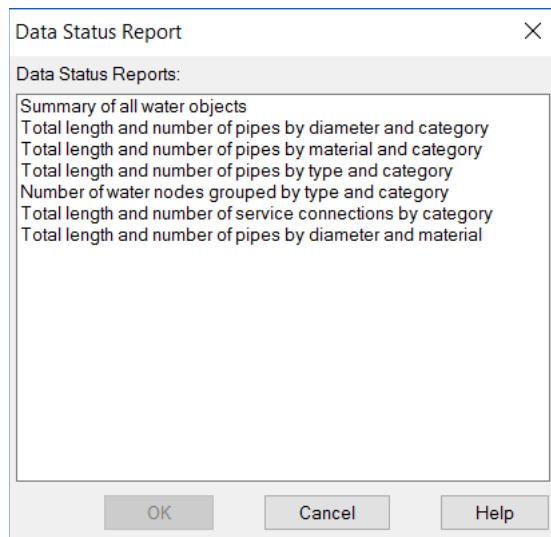 Data Status Report
Data Status Reports:
Summary of all water objects
Total length and number of pipes by diameter and category
Total length and number of pipes by material and category
Total length and number of pipes by type and category
Number of water nodes grouped by type and category
Total length and number of service connections by category
Total length and number of pipes by diameter and material
OK Cancel Help